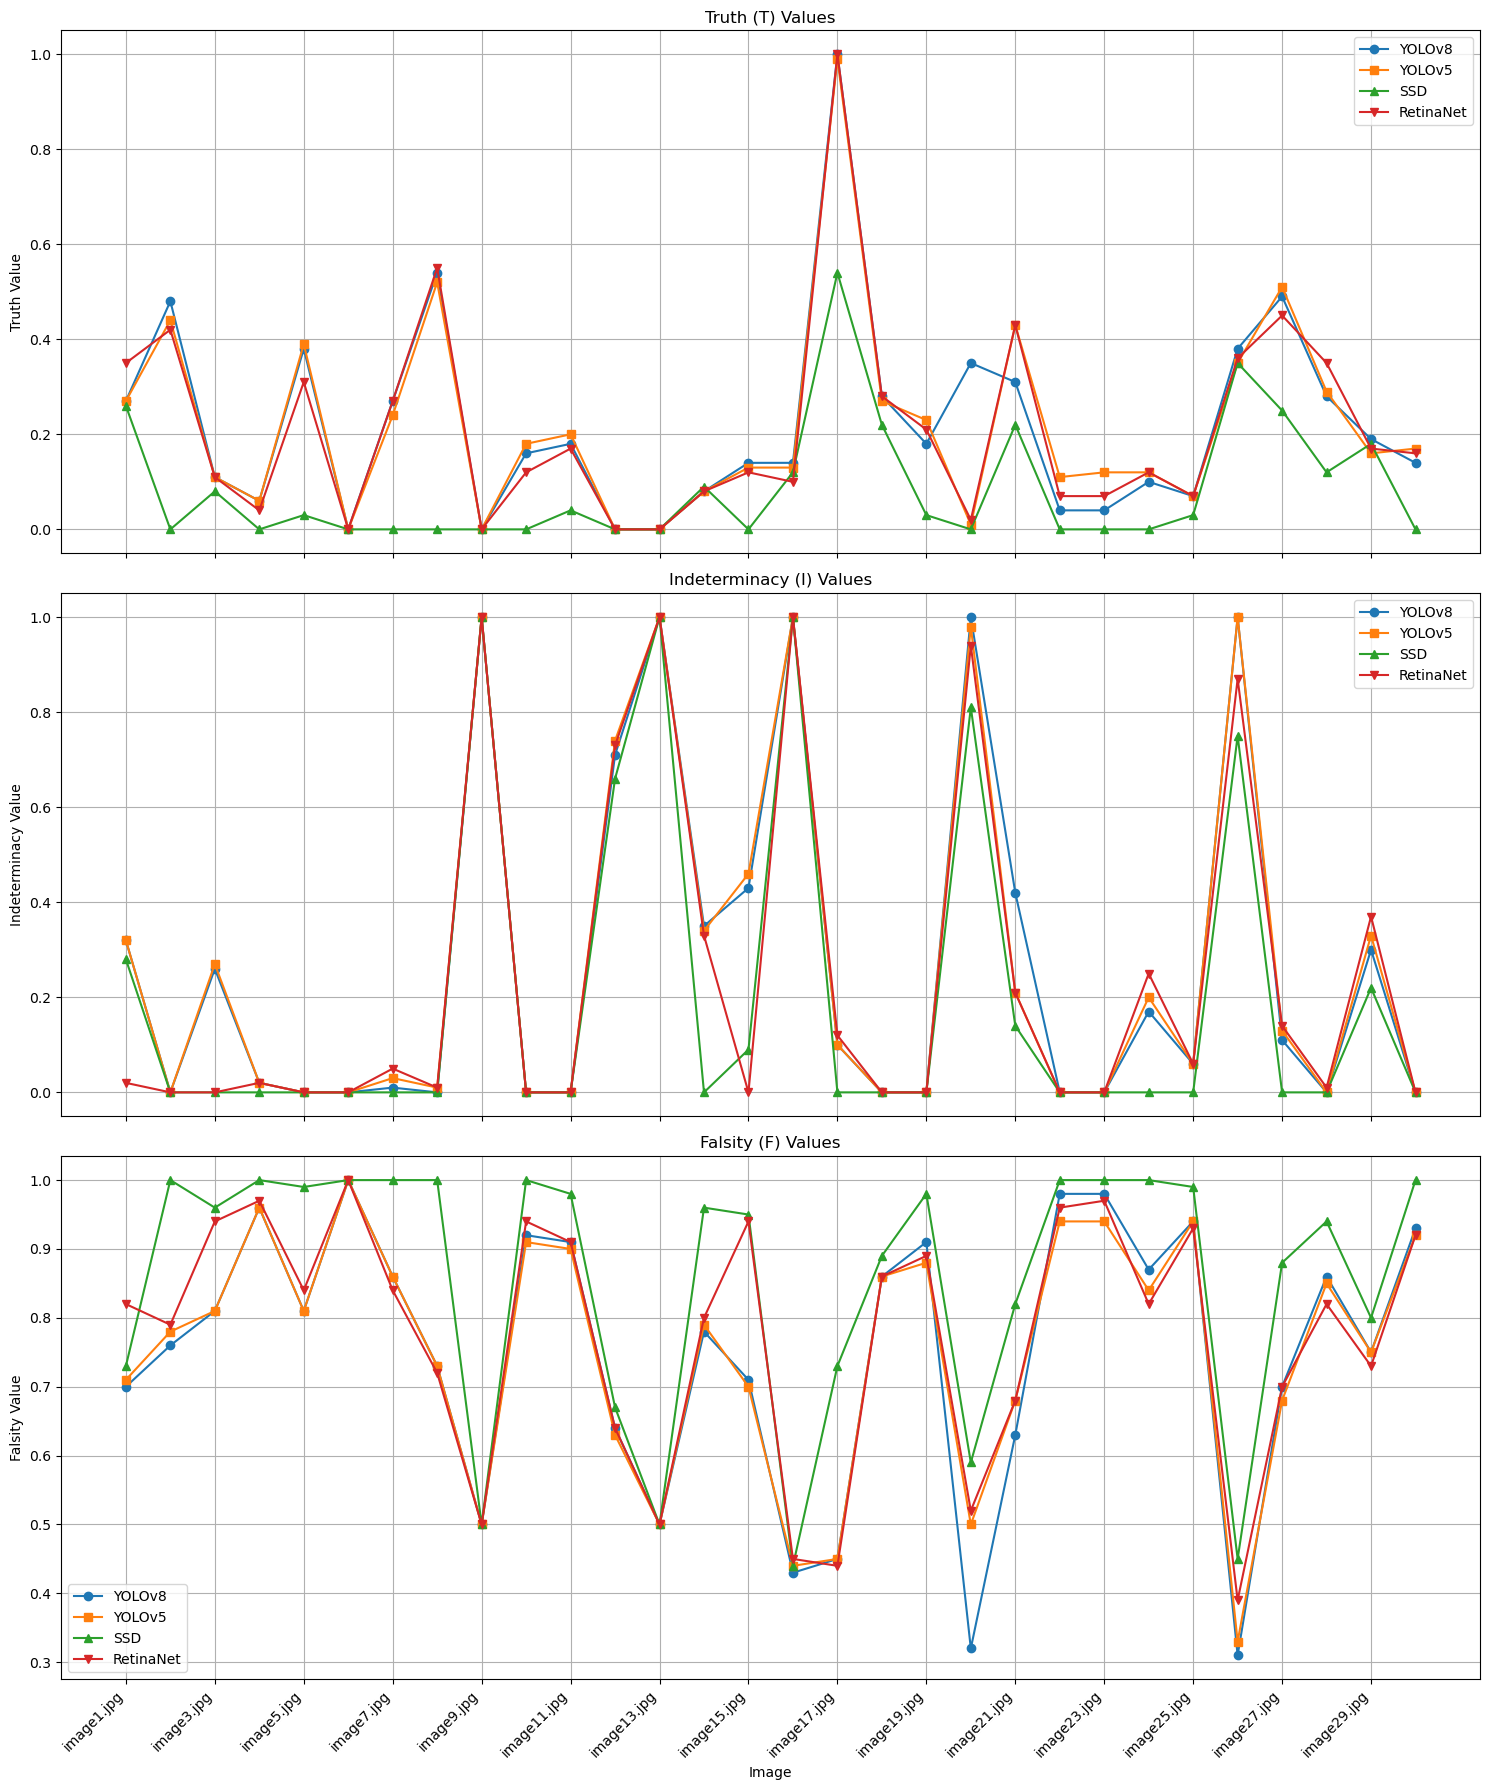 Truth (T) Values
1.0
0.8
0.6
0.4
0.2
0.0
Truth Value
YOLOv8
YOLOv5
SSD
RetinaNet
Indeterminacy (I) Values
1.0
0.8
0.6
0.4
0.2
0.0
Indeterminacy Value
YOLOv8
YOLOv5
SSD
RetinaNet
Falsity (F) Values
1.0
0.9
0.8
0.7
0.6
0.5
0.4
0.3
Falsity Value
YOLOv8
YOLOv5
SSD
RetinaNet
image1.jpg
image3.jpg
image5.jpg
image7.jpg
image9.jpg
image11.jpg
image13.jpg
image15.jpg
image17.jpg
image19.jpg
image21.jpg
image23.jpg
image25.jpg
image27.jpg
image29.jpg
Image